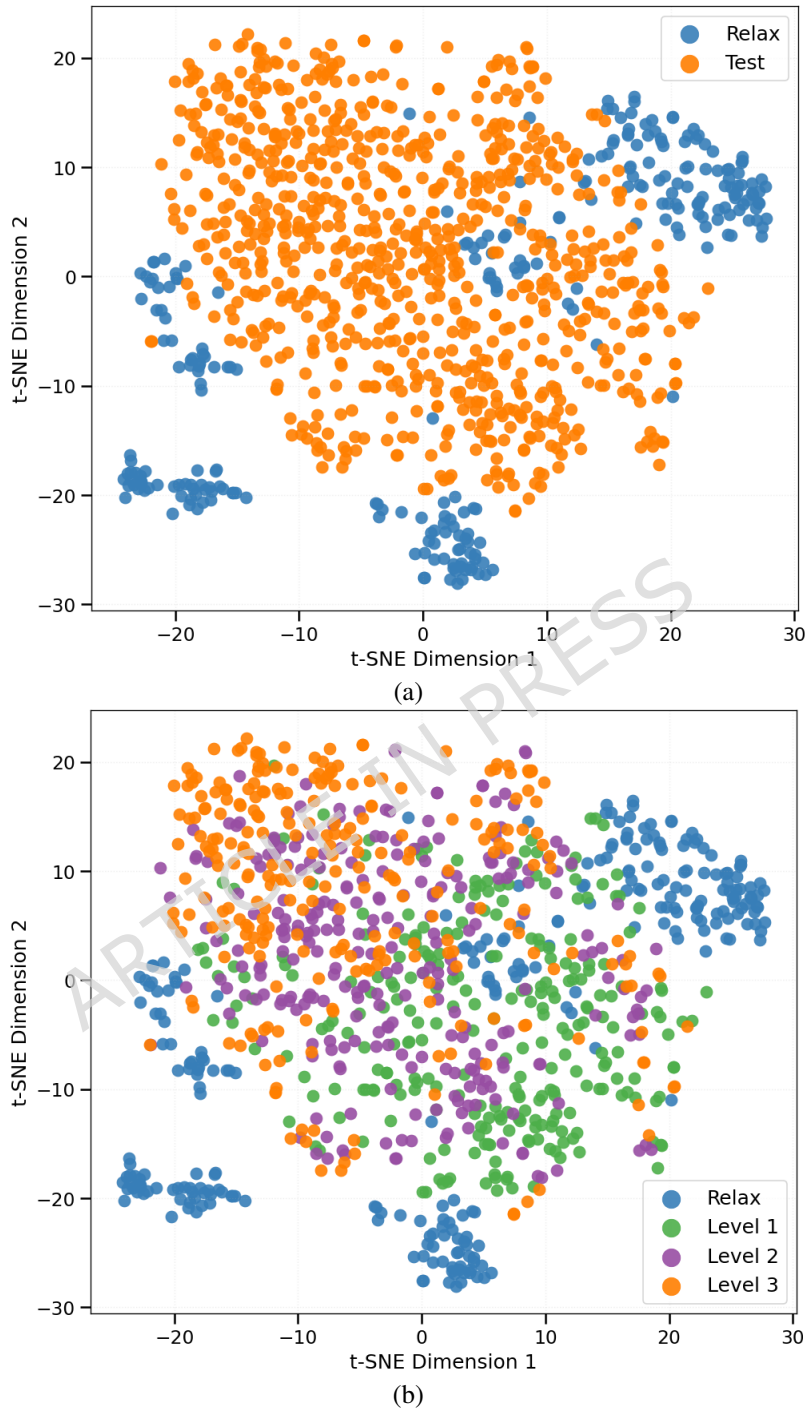 Relax
Test
20
10
0
−10
−20
−30
t-SNE Dimension 2
−20 −10 0 10 20 30
t-SNE Dimension 1
(a)
ARTICLE IN PRESS
20
10
0
−10
−20
−30
t-SNE Dimension 2
Relax
Level 1
Level 2
Level 3
−20 −10 0 10 20 30
t-SNE Dimension 1
(b)